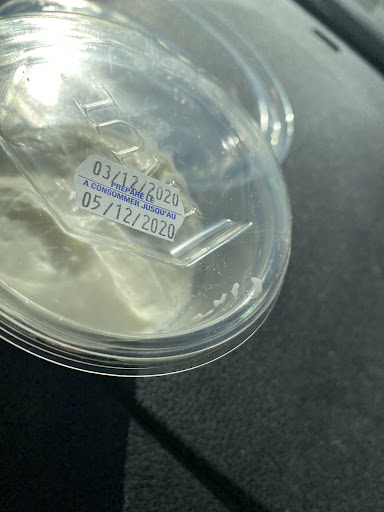 03/12/2020
PRÉPARÉ LE
A CONSOMMER JUSQU'AU
05/12/2020